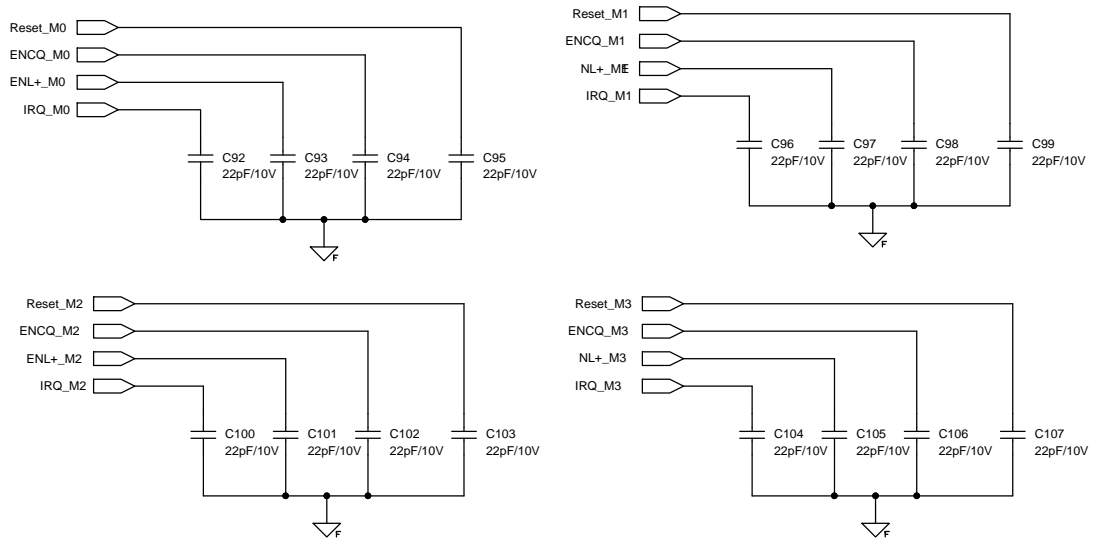 Reset_M0
ENCQ_M0
ENL+_M0
IRQ_M0
C92
22pF/10V
C93
22pF/10V
C94
22pF/10V
C95
22pF/10V
F
Reset_M1
ENCQ_M1
NL+_M1E
IRQ_M1
C96
22pF/10V
C97
22pF/10V
C98
22pF/10V
C99
22pF/10V
F
Reset_M2
ENCQ_M2
ENL+_M2
IRQ_M2
C100
22pF/10V
C101
22pF/10V
C102
22pF/10V
C103
22pF/10V
F
Reset_M3
ENCQ_M3
NL+_M3
IRQ_M3
C104
22pF/10V
C105
22pF/10V
C106
22pF/10V
C107
22pF/10V
F